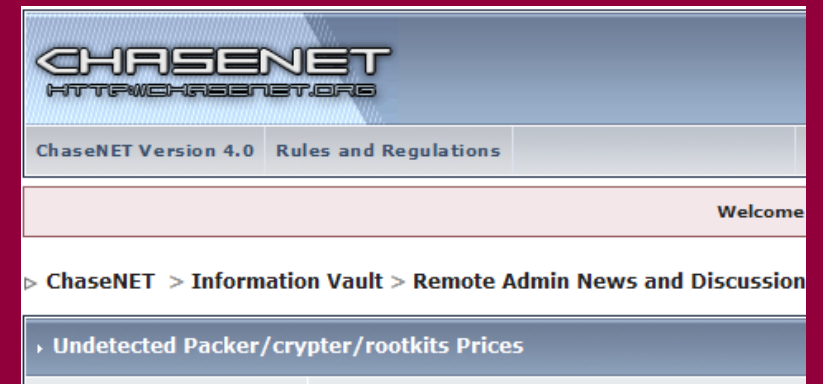 CHASENET
HTTP://CHASENET.ORG
ChaseNET Version 4.0 Rules and Regulations
Welcome
ChaseNET > Information Vault > Remote Admin News and Discussion
Undetected Packer/crypter/rootkits Prices